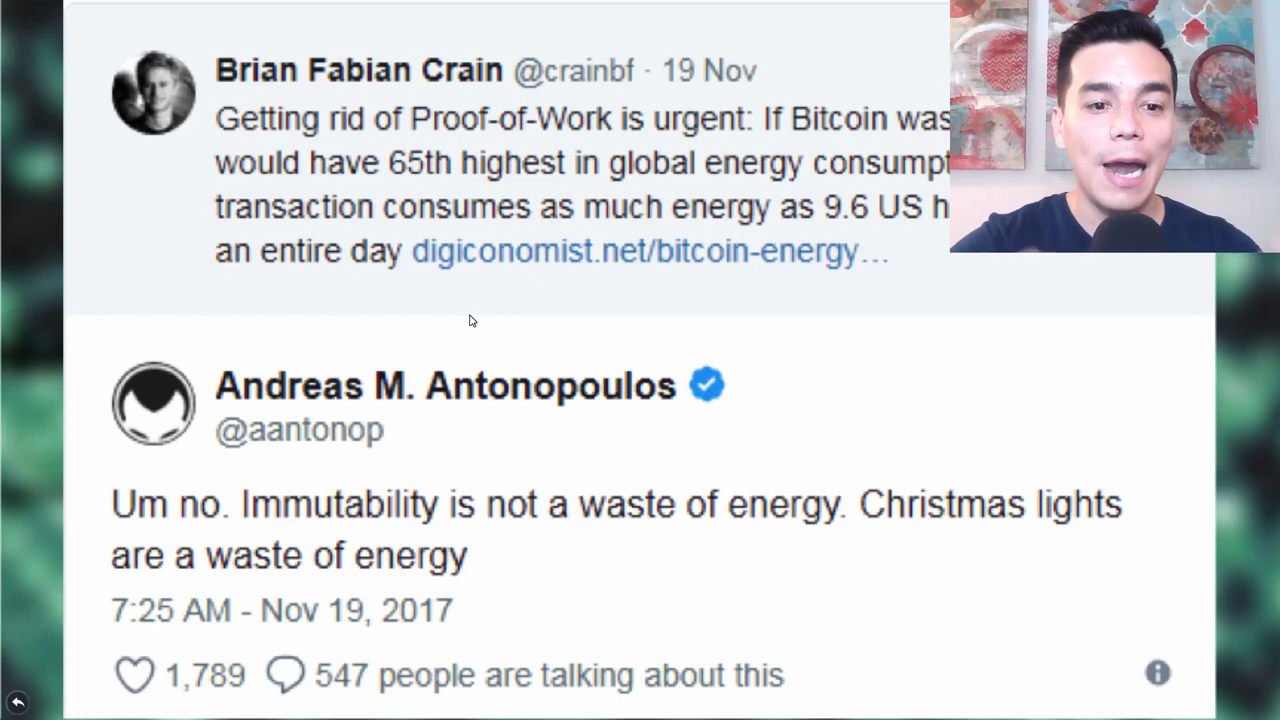 Brian Fabian Crain @crainbf · 19 Nov
Getting rid of Proof-of-Work is urgent: If Bitcoin was
would have 65th highest in global energy
transaction consumes as much energy as 9.6 US
an entire day digiconomist.net/bitcoin-energy…
Andreas M. Antonopoulos
@aantonop
Um no. Immutability is not a waste of energy. Christmas lights
are a waste of energy
7:25 AM - Nov 19, 2017
1,789 547 people are talking about this